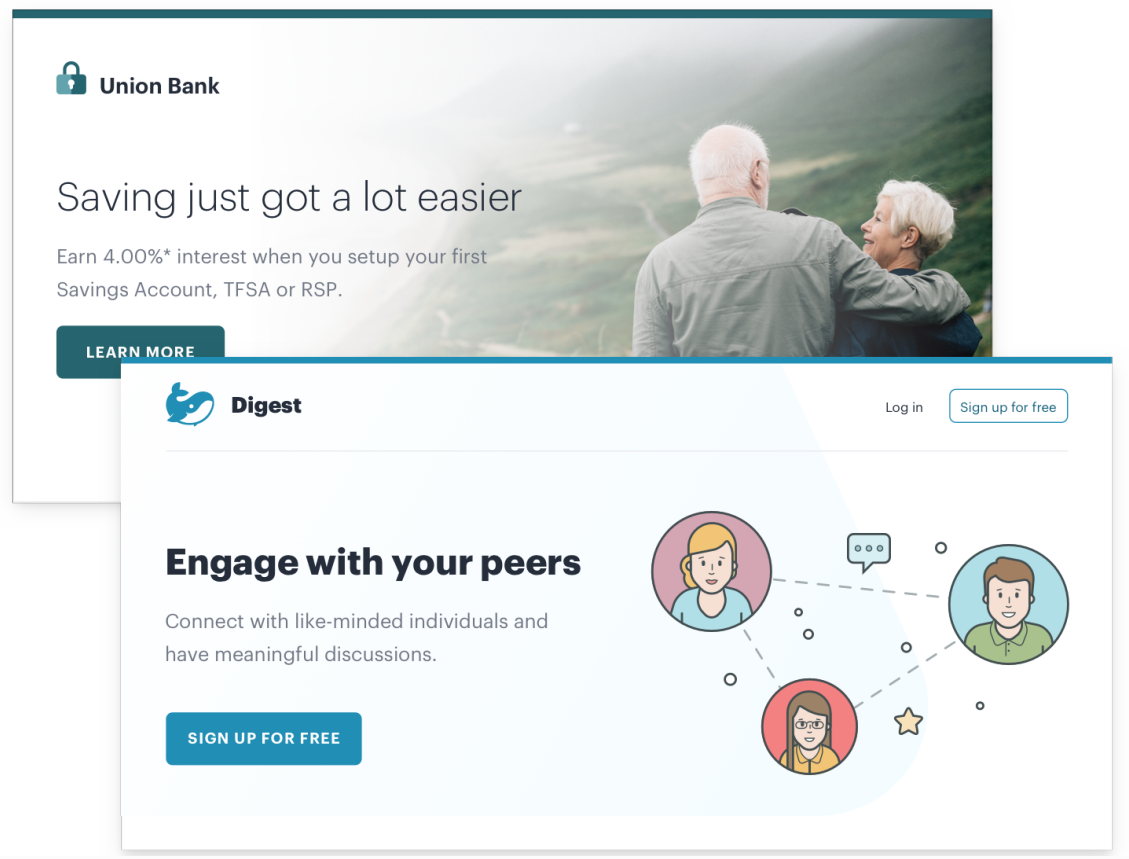 Union Bank
Saving just got a lot easier
Earn 4.00%* interest when you setup your first
Savings Account, TFSA or RSP.
LEARN MORE
Digest
Log in
Sign up for free
Engage with your peers
Connect with like-minded individuals and
have meaningful discussions.
SIGN UP FOR FREE